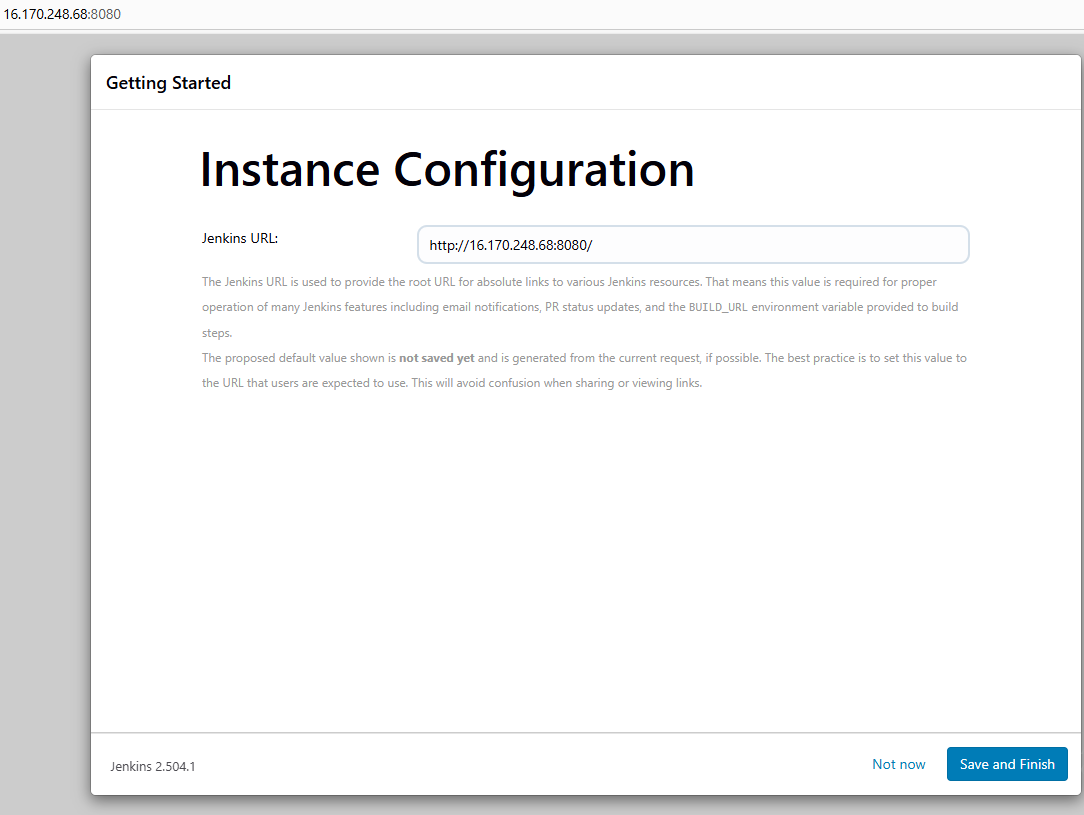 16.170.248.68:8080
Getting Started
Instance Configuration
Jenkins URL:
http://16.170.248.68:8080/
The Jenkins URL is used to provide the root URL for absolute links to various Jenkins resources. That means this value is required for proper
operation of many Jenkins features including email notifications, PR status updates, and the BUILD_URL environment variable provided to build
steps.
The proposed default value shown is not saved yet and is generated from the current request, if possible. The best practice is to set this value to
the URL that users are expected to use. This will avoid confusion when sharing or viewing links.
Jenkins 2.504.1
Not now
Save and Finish